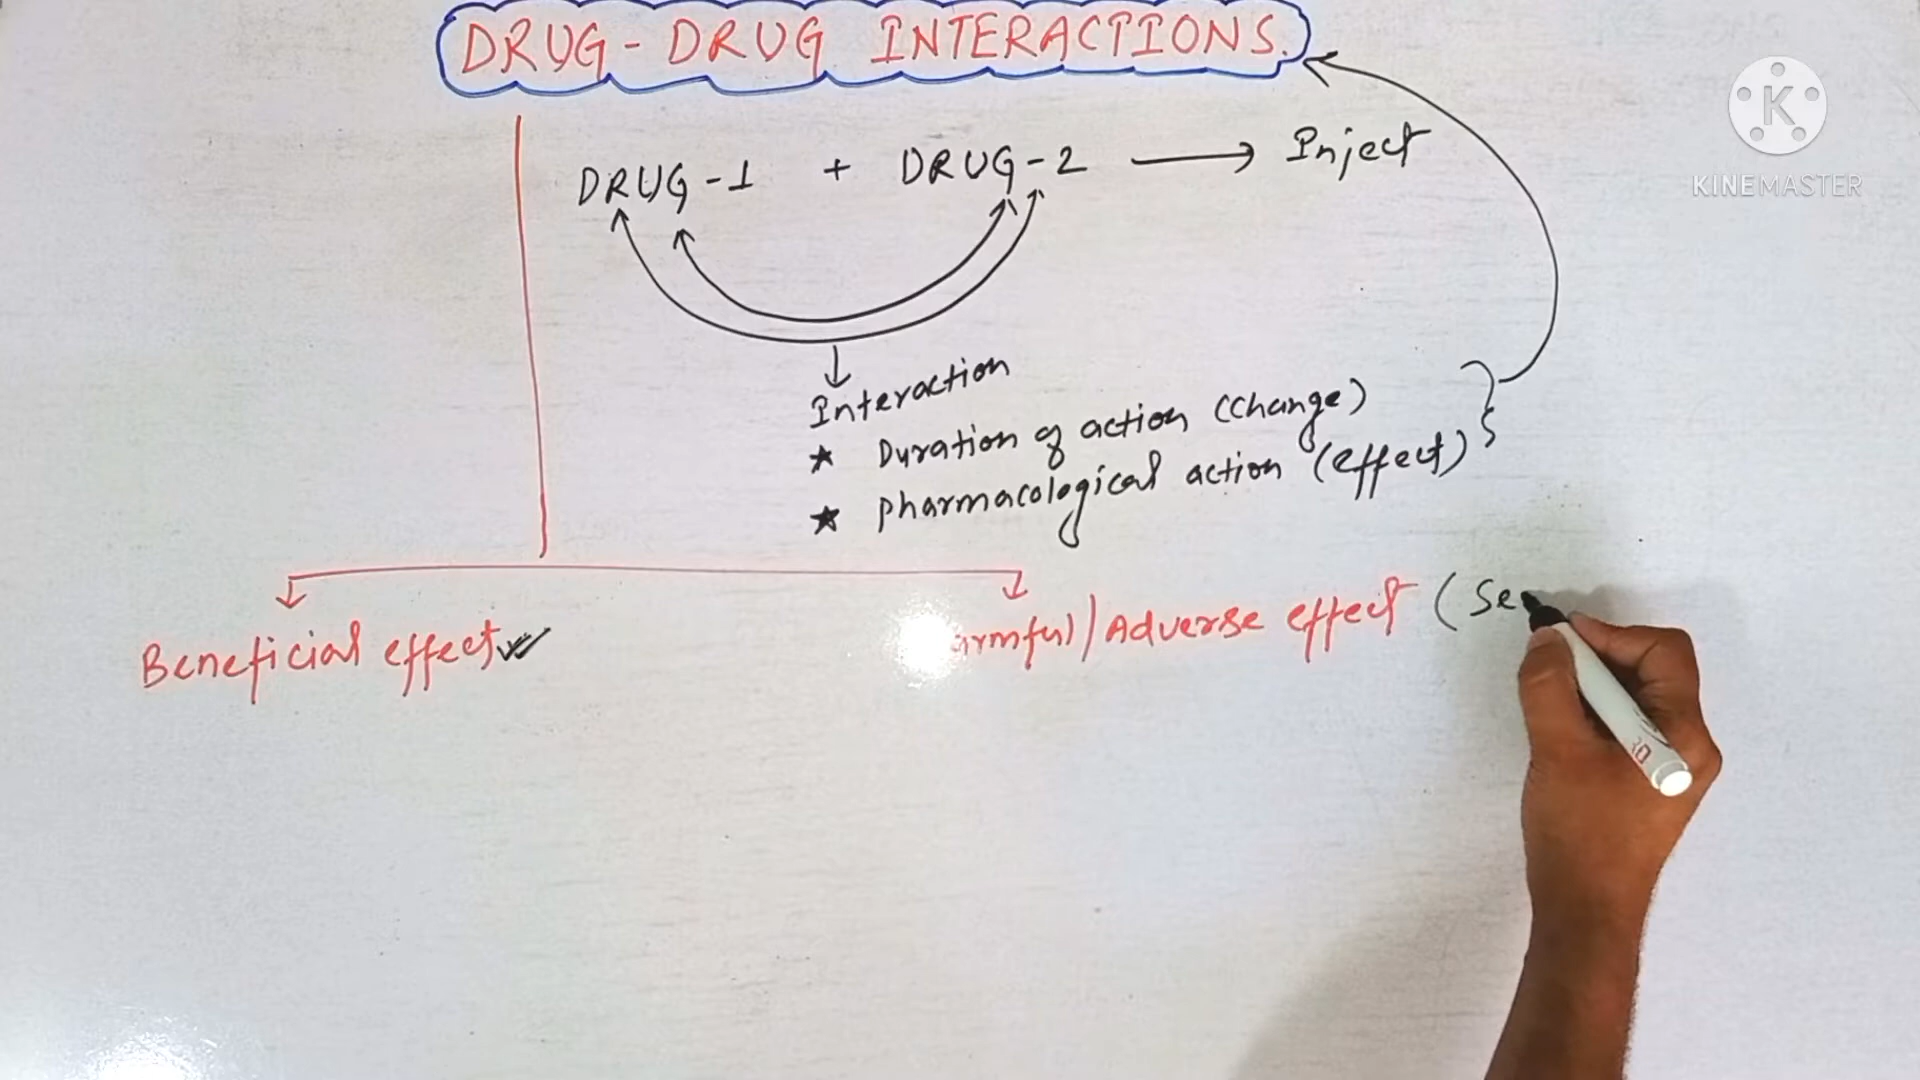 DRUG - DRUG INTERACTIONS.
DRUG-1 + DRUG-2 → Inject
K
KINEMASTER
↓
Interaction
★ Duration of action (change)
★ pharmacological action (effect)
Beneficial effect ✓
armful / Adverse effect (Se